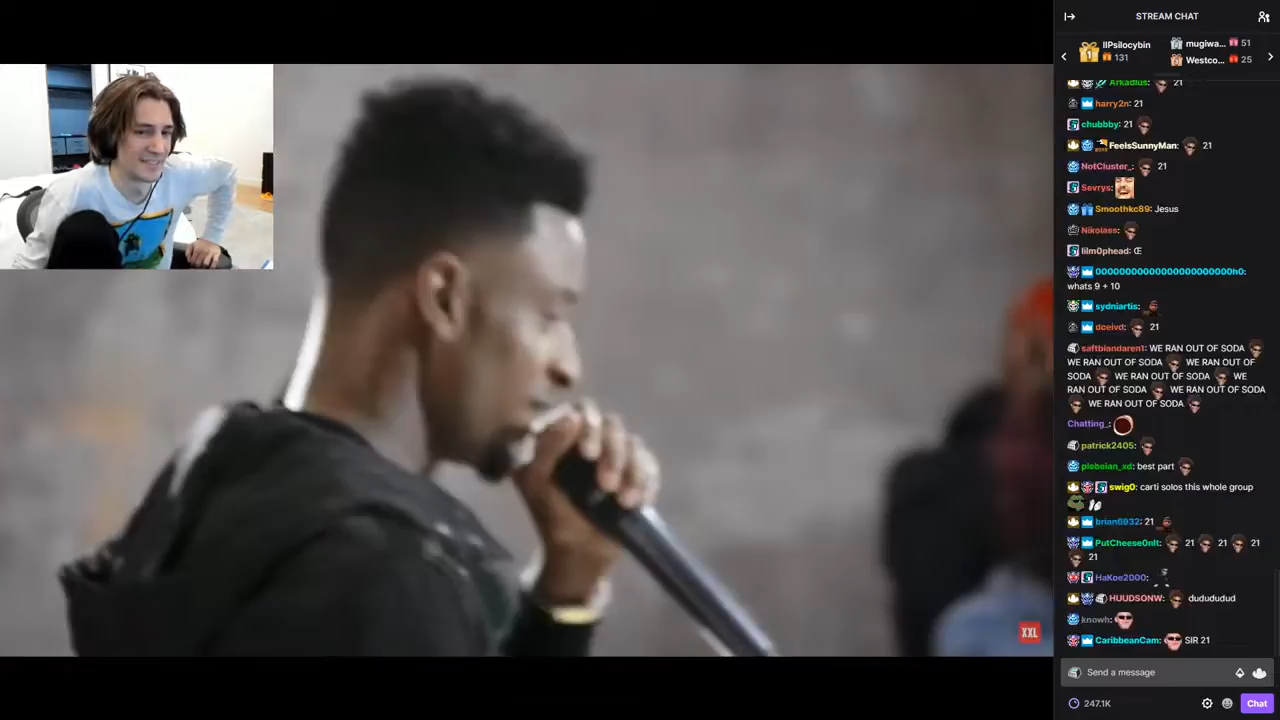 STREAM CHAT
IIPsilocybin
131
mugiwa... 51
Westco... 25
Arkadius: 21
harry2n: 21
chubbby: 21
FeelsSunnyMan: 21
NotCluster_: 21
Sevrys:
Smoothkc89: Jesus
Nikolass:
lilm0phead: Œ
whats 9 + 10
sydniartis:
dceivd: 21
saftbiandaren1: WE RAN OUT OF SODA
WE RAN OUT OF SODA WE RAN OUT OF
SODA WE RAN OUT OF SODA WE
RAN OUT OF SODA WE RAN OUT OF SODA
WE RAN OUT OF SODA
Chatting_:
patrick2405:
plebeian_xd: best part
swig0: carti solos this whole group
brian6932: 21
PutCheese0nIt: 21 21 21
21
HaKoe2000:
HUUDSONW: dudududud
knowh:
CaribbeanCam: SIR 21
XXL
Send a message
247.1K
Chat